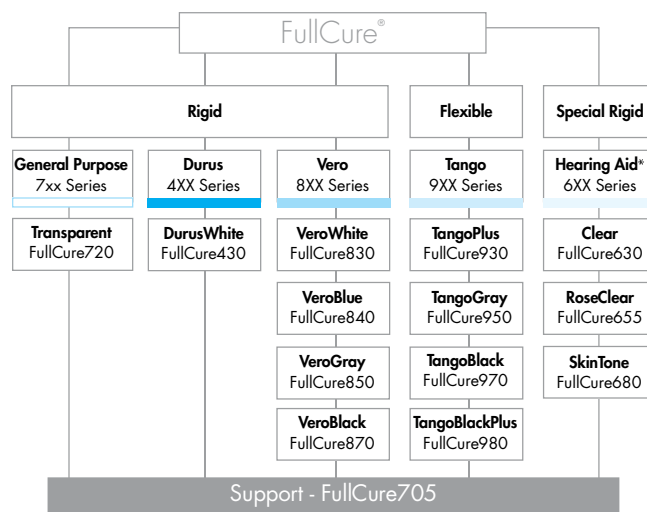 FullCure®
Rigid
Flexible
Special Rigid
General Purpose
7xx Series
Durus
4XX Series
Vero
8XX Series
Tango
9XX Series
Hearing Aid*
6XX Series
Transparent
FullCure720
DurusWhite
FullCure430
VeroWhite
FullCure830
TangoPlus
FullCure930
Clear
FullCure630
VeroBlue
FullCure840
TangoGray
FullCure950
RoseClear
FullCure655
VeroGray
FullCure850
TangoBlack
FullCure970
SkinTone
FullCure680
VeroBlack
FullCure870
TangoBlackPlus
FullCure980
Support - FullCure705